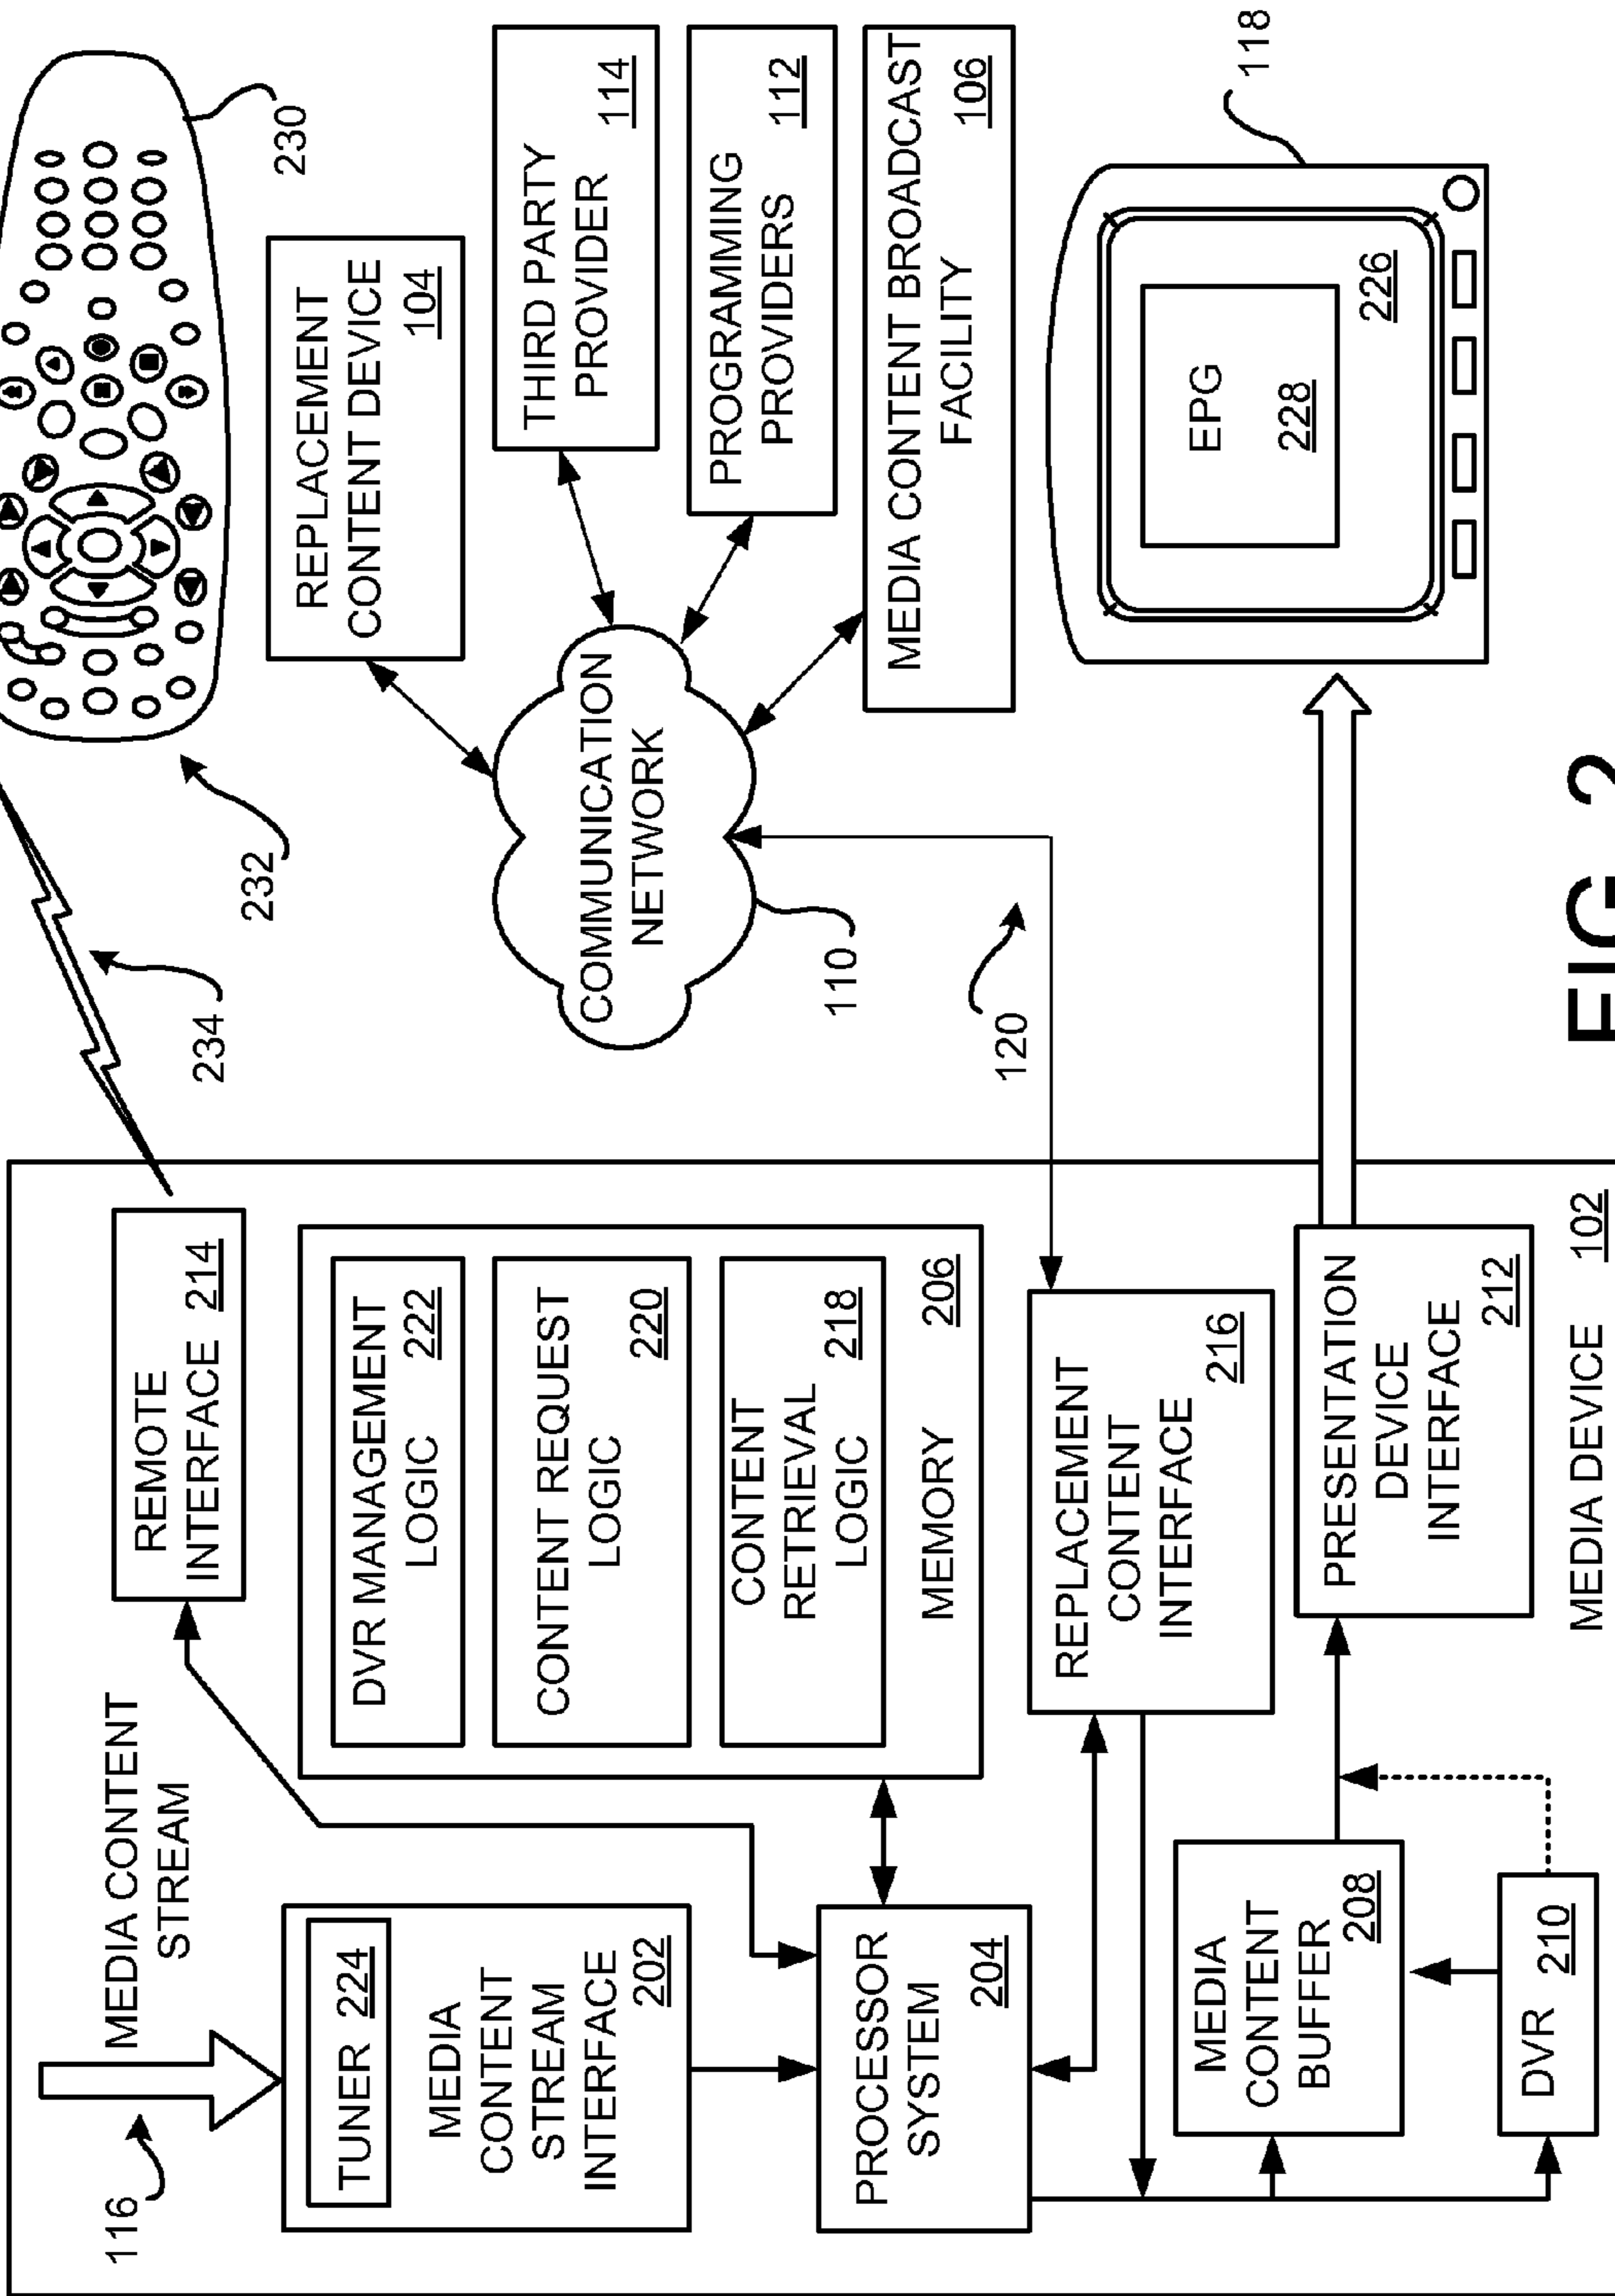 116
MEDIA CONTENT
STREAM
TUNER 224
MEDIA
CONTENT
STREAM
INTERFACE
202
PROCESSOR
SYSTEM
204
MEDIA
CONTENT
BUFFER
208
DVR 210
REMOTE
INTERFACE 214
DVR MANAGEMENT
LOGIC
222
CONTENT REQUEST
LOGIC
220
CONTENT
RETRIEVAL
LOGIC
218
MEMORY
206
REPLACEMENT
CONTENT
INTERFACE
216
PRESENTATION
DEVICE
INTERFACE
212
MEDIA DEVICE 102
234
232
230
REPLACEMENT
CONTENT DEVICE
104
THIRD PARTY
PROVIDER
114
PROGRAMMING
PROVIDERS
112
MEDIA CONTENT BROADCAST
FACILITY
106
COMMUNICATION
NETWORK
110
120
EPG
228
226
118
FIG. 2